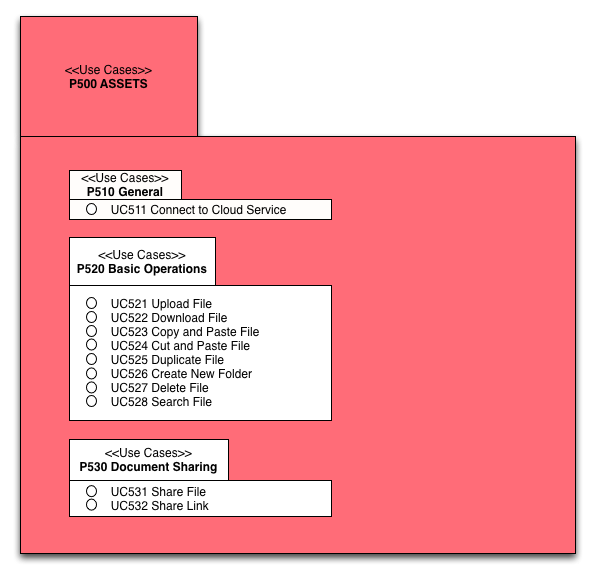 <<Use Cases>>
P500 ASSETS
<<Use Cases>>
P510 General
UC511 Connect to Cloud Service
<<Use Cases>>
P520 Basic Operations
UC521 Upload File
UC522 Download File
UC523 Copy and Paste File
UC524 Cut and Paste File
UC525 Duplicate File
UC526 Create New Folder
UC527 Delete File
UC528 Search File
<<Use Cases>>
P530 Document Sharing
UC531 Share File
UC532 Share Link